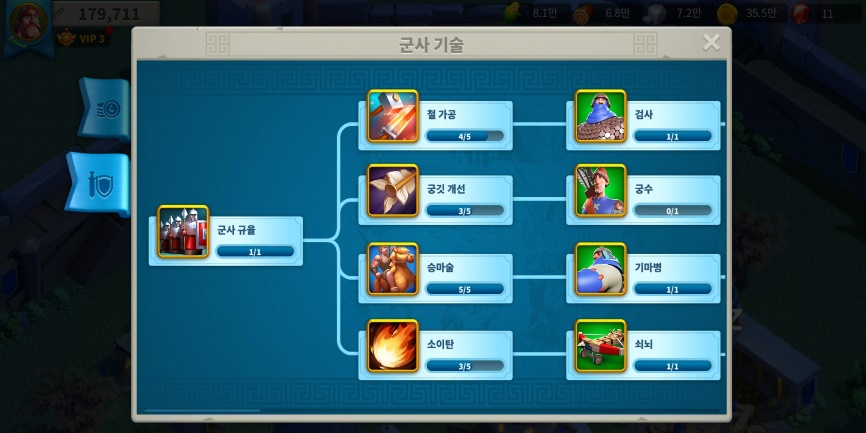 179,711
VIP 3
8.1만
6.8만
7.2만
35.5만
11
군사 기술
철 가공
4/5
검사
1/1
궁깃 개선
3/5
궁수
0/1
군사 규율
1/1
승마술
5/5
기마병
1/1
소이탄
3/5
쇠뇌
1/1